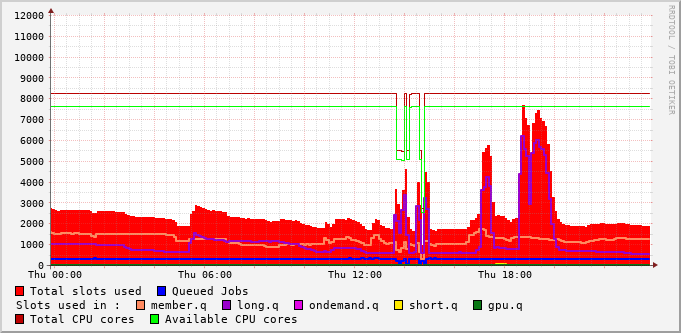 12000
11000
10000
9000
8000
7000
6000
5000
4000
3000
2000
1000
0
Thu 00:00 Thu 06:00 Thu 12:00 Thu 18:00
RRDTOOL / TOBI OETIKER
Total slots used Queued Jobs
Slots used in : member.q long.q ondemand.q short.q gpu.q
Total CPU cores Available CPU cores